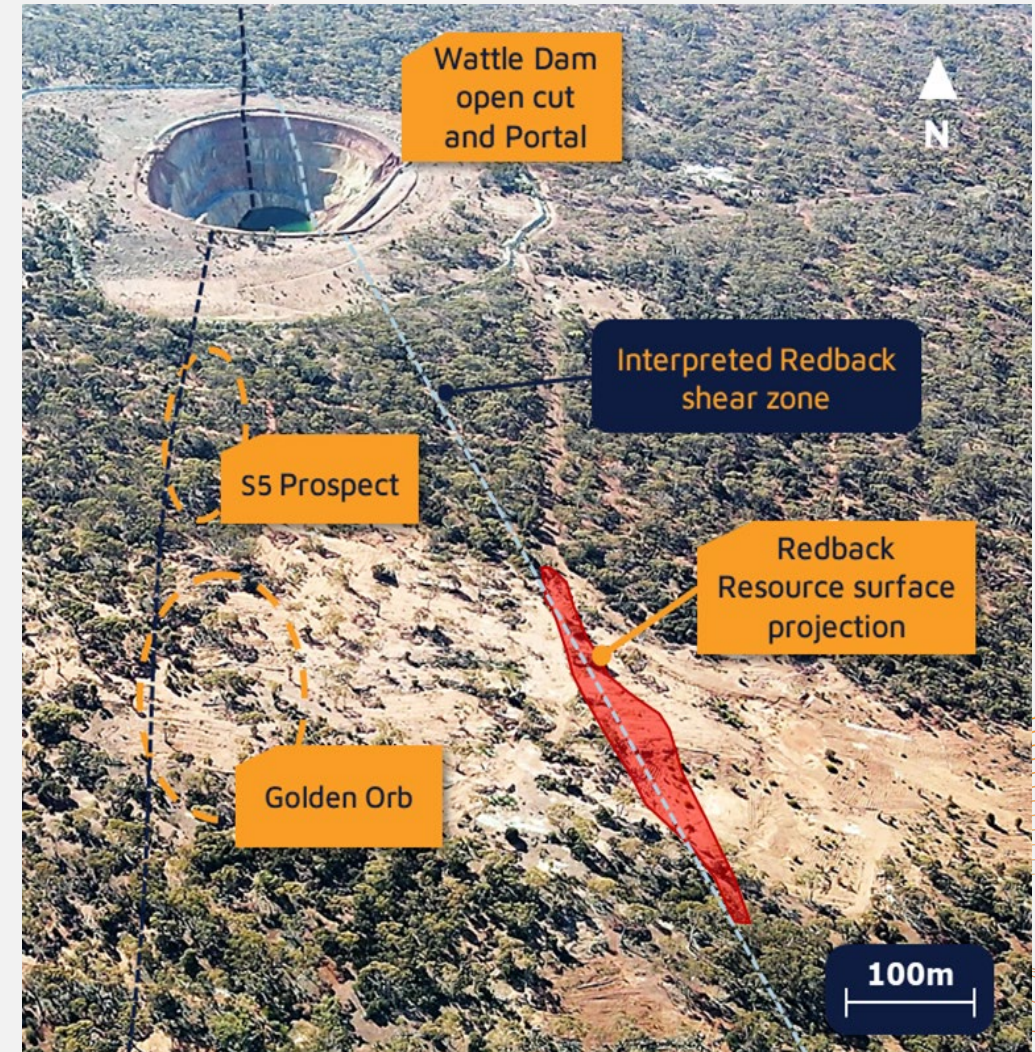 Wattle Dam
open cut
and Portal
N
Interpreted Redback
shear zone
S5 Prospect
Redback
Resource surface
projection
Golden Orb
100m